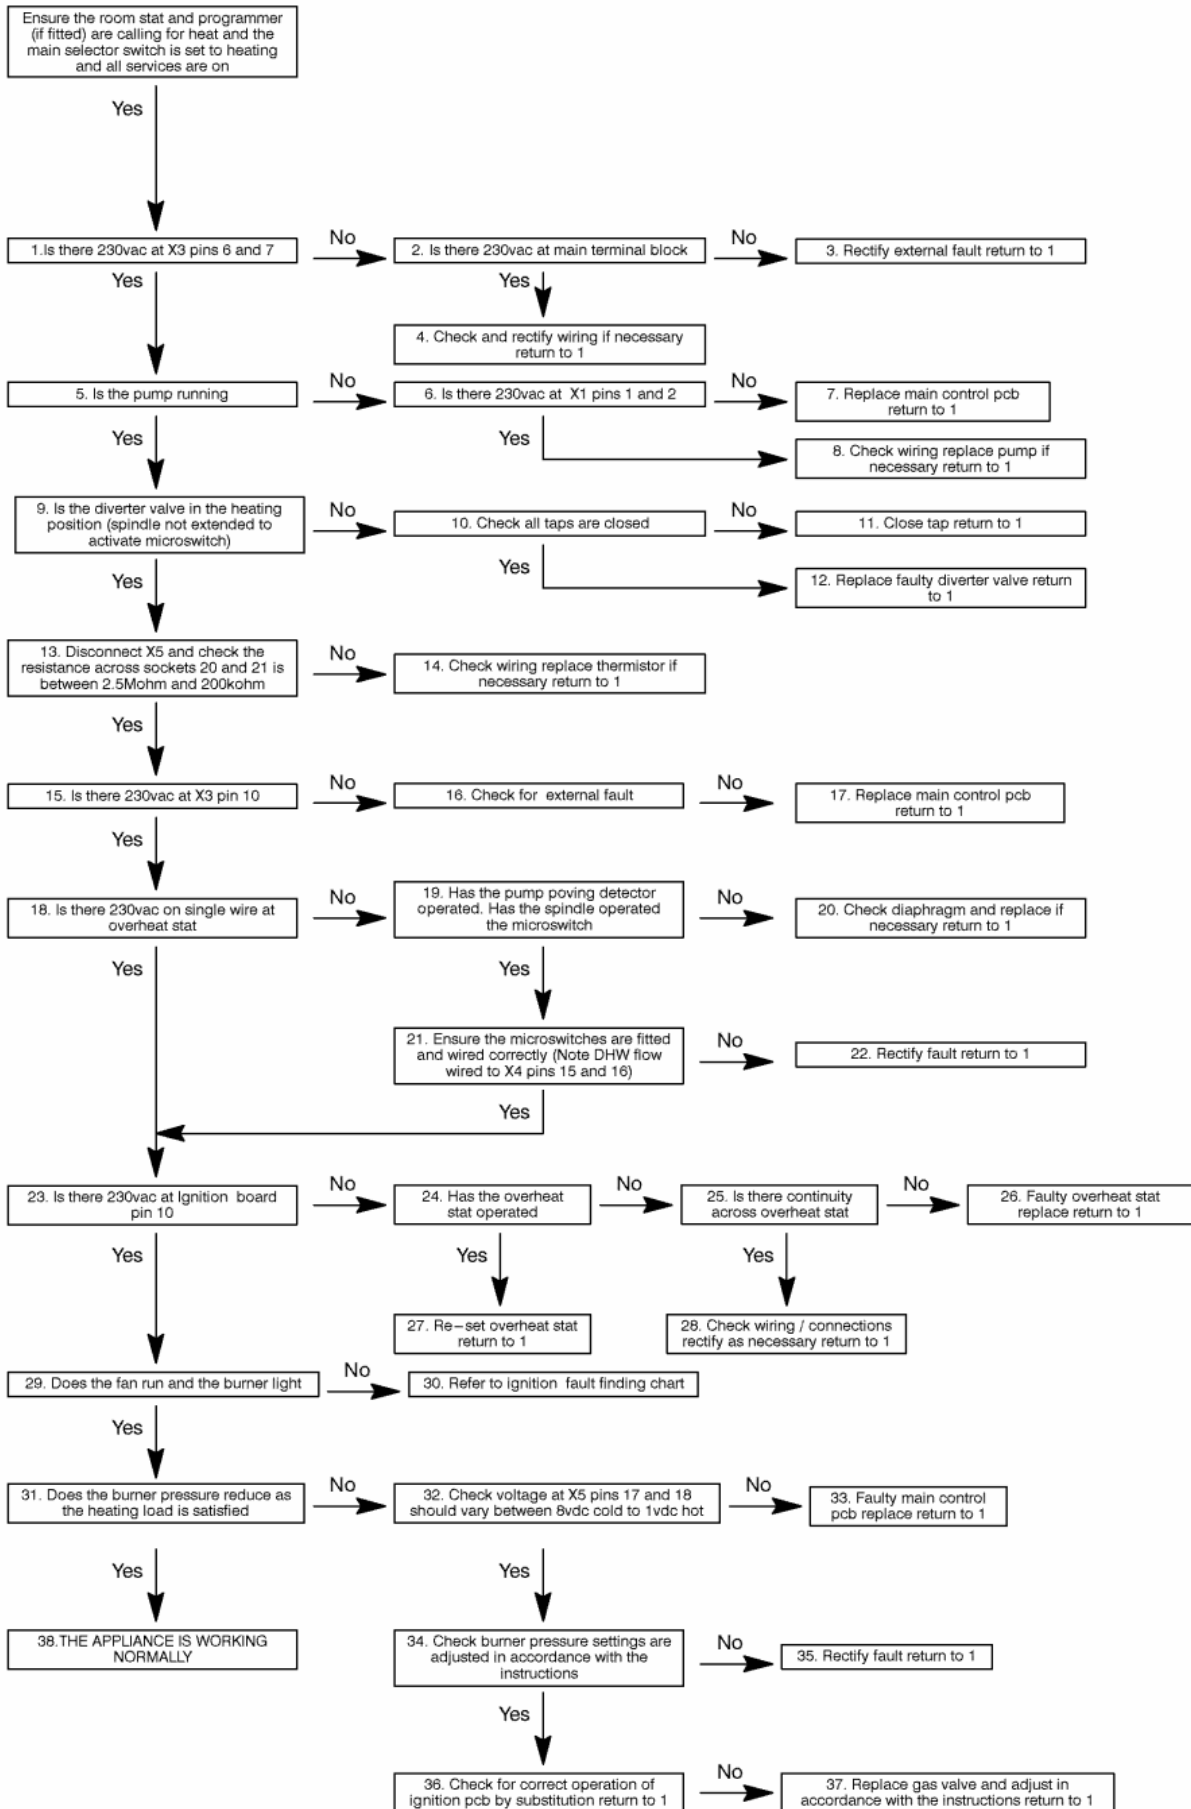 Ensure the room stat and programmer
(if fitted) are calling for heat and the
main selector switch is set to heating
and all services are on
Yes
1.Is there 230vac at X3 pins 6 and 7
No
2. Is there 230vac at main terminal block
No
3. Rectify external fault return to 1
Yes
Yes
4. Check and rectify wiring if necessary
return to 1
5. Is the pump running
No
6. Is there 230vac at X1 pins 1 and 2
No
7. Replace main control pcb
return to 1
Yes
Yes
8. Check wiring replace pump if
necessary return to 1
9. Is the diverter valve in the heating
position (spindle not extended to
activate microswitch)
No
10. Check all taps are closed
No
11. Close tap return to 1
Yes
Yes
12. Replace faulty diverter valve return
to 1
13. Disconnect X5 and check the
resistance across sockets 20 and 21 is
between 2.5Mohm and 200kohm
No
14. Check wiring replace thermistor if
necessary return to 1
Yes
15. Is there 230vac at X3 pin 10
No
16. Check for external fault
No
17. Replace main control pcb
return to 1
Yes
18. Is there 230vac on single wire at
overheat stat
No
19. Has the pump poving detector
operated. Has the spindle operated
the microswitch
No
20. Check diaphragm and replace if
necessary return to 1
Yes
Yes
21. Ensure the microswitches are fitted
and wired correctly (Note DHW flow
wired to X4 pins 15 and 16)
No
22. Rectify fault return to 1
Yes
23. Is there 230vac at Ignition board
pin 10
No
24. Has the overheat
stat operated
No
25. Is there continuity
across overheat stat
No
26. Faulty overheat stat
replace return to 1
Yes
Yes
Yes
27. Re-set overheat stat
return to 1
28. Check wiring / connections
rectify as necessary return to 1
29. Does the fan run and the burner light
No
30. Refer to ignition fault finding chart
Yes
31. Does the burner pressure reduce as
the heating load is satisfied
No
32. Check voltage at X5 pins 17 and 18
should vary between 8vdc cold to 1vdc hot
No
33. Faulty main control
pcb replace return to 1
Yes
Yes
38.THE APPLIANCE IS WORKING
NORMALLY
34. Check burner pressure settings are
adjusted in accordance with the
instructions
No
35. Rectify fault return to 1
Yes
36. Check for correct operation of
ignition pcb by substitution return to 1
No
37. Replace gas valve and adjust in
accordance with the instructions return to 1